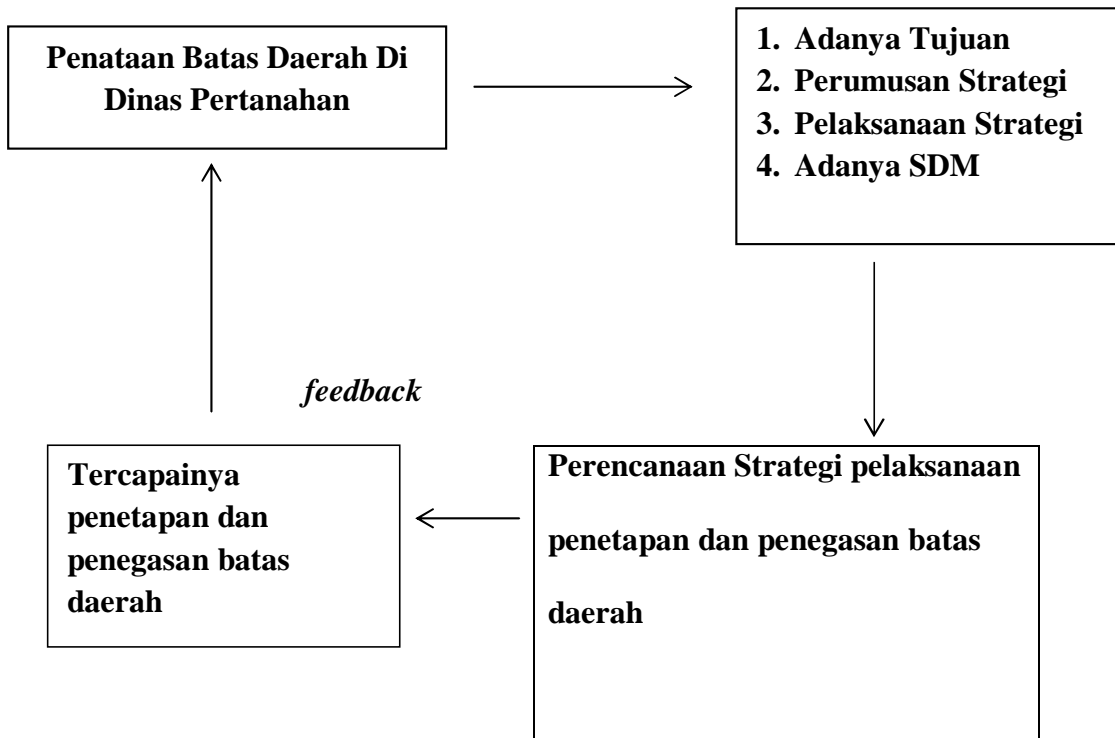 Penataan Batas Daerah Di
Dinas Pertanahan
1. Adanya Tujuan
2. Perumusan Strategi
3. Pelaksanaan Strategi
4. Adanya SDM
feedback
Tercapainya
penetapan dan
penegasan batas
daerah
Perencanaan Strategi pelaksanaan
penetapan dan penegasan batas
daerah